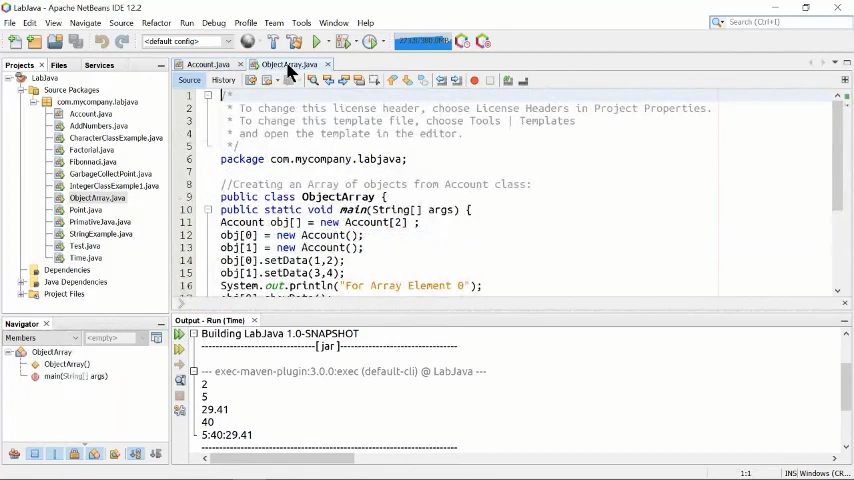 LabJava - Apache NetBeans IDE 12.2
File Edit View Navigate Source Refactor Run Debug Profile Team Tools Window Help
Search (Ctrl+I)
<default config>
Projects Files Services
LabJava
Source Packages
com.mycompany.labjava
Account.java
AddNumbers.java
CharacterClassExample.java
Factorial.java
Fibonnaci.java
GarbageCollectPoint.java
IntegerClassExample1.java
ObjectArray.java
Point.java
PrimativeJava.java
StringExample.java
Test.java
Time.java
Dependencies
Java Dependencies
Project Files
Navigator
Members <empty>
ObjectArray
ObjectArray()
main(String[] args)
Account.java ObjectArray.java
Source History
1 /*
2 * To change this license header, choose License Headers in Project Properties.
3 * To change this template file, choose Tools | Templates
4 * and open the template in the editor.
5 */
6 package com.mycompany.labjava;
7
8 //Creating an Array of objects from Account class:
9 public class ObjectArray {
10 public static void main(String[] args) {
11 Account obj[] = new Account[2] ;
12 obj[0] = new Account();
13 obj[1] = new Account();
14 obj[0].setData(1,2);
15 obj[1].setData(3,4);
16 System.out.println("For Array Element 0");
Output - Run (Time)
Building LabJava 1.0-SNAPSHOT
--------------------------------[ jar ]---------------------------------
--- exec-maven-plugin:3.0.0:exec (default-cli) @ LabJava ---
2
5
29.41
40
5:40:29.41
------------------------------------------------------------------------
1:1 INS Windows (CR...